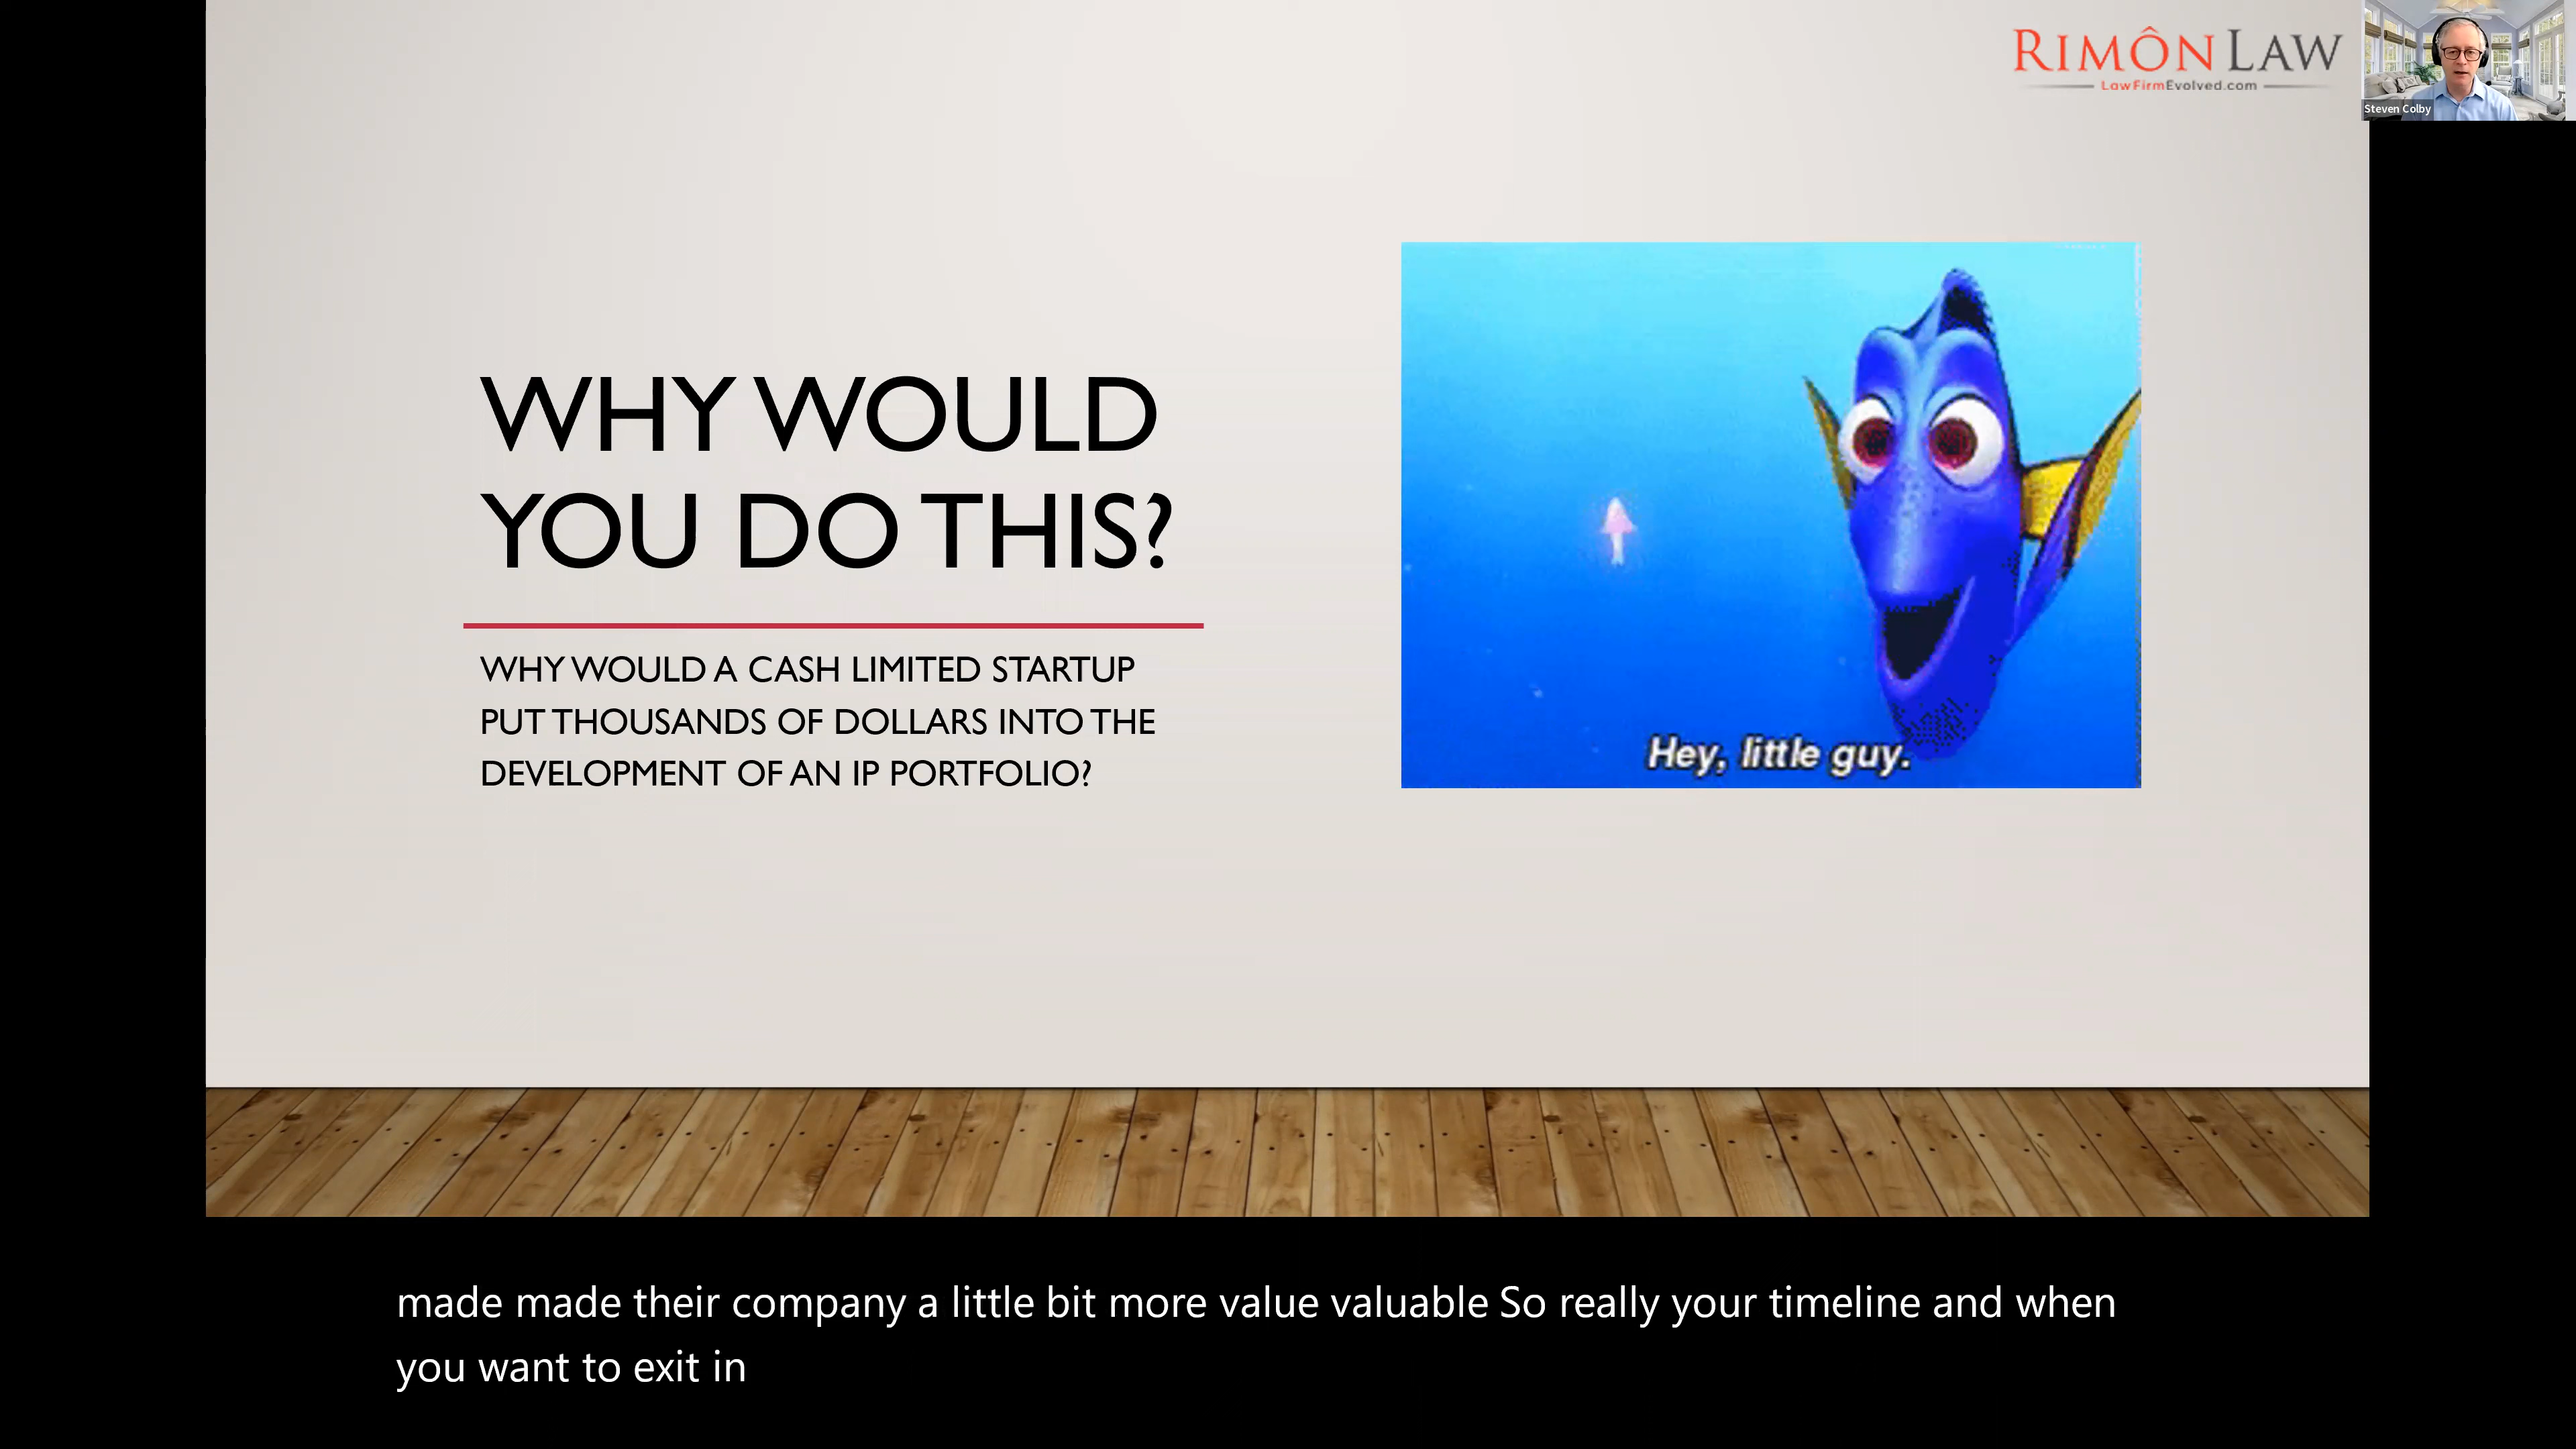 RIMÔN LAW
LawFirmEvolved.com
Steven Colby
WHY WOULD
YOU DO THIS?
WHY WOULD A CASH LIMITED STARTUP
PUT THOUSANDS OF DOLLARS INTO THE
DEVELOPMENT OF AN IP PORTFOLIO?
Hey, little guy.
made made their company a little bit more value valuable So really your timeline and when
you want to exit in